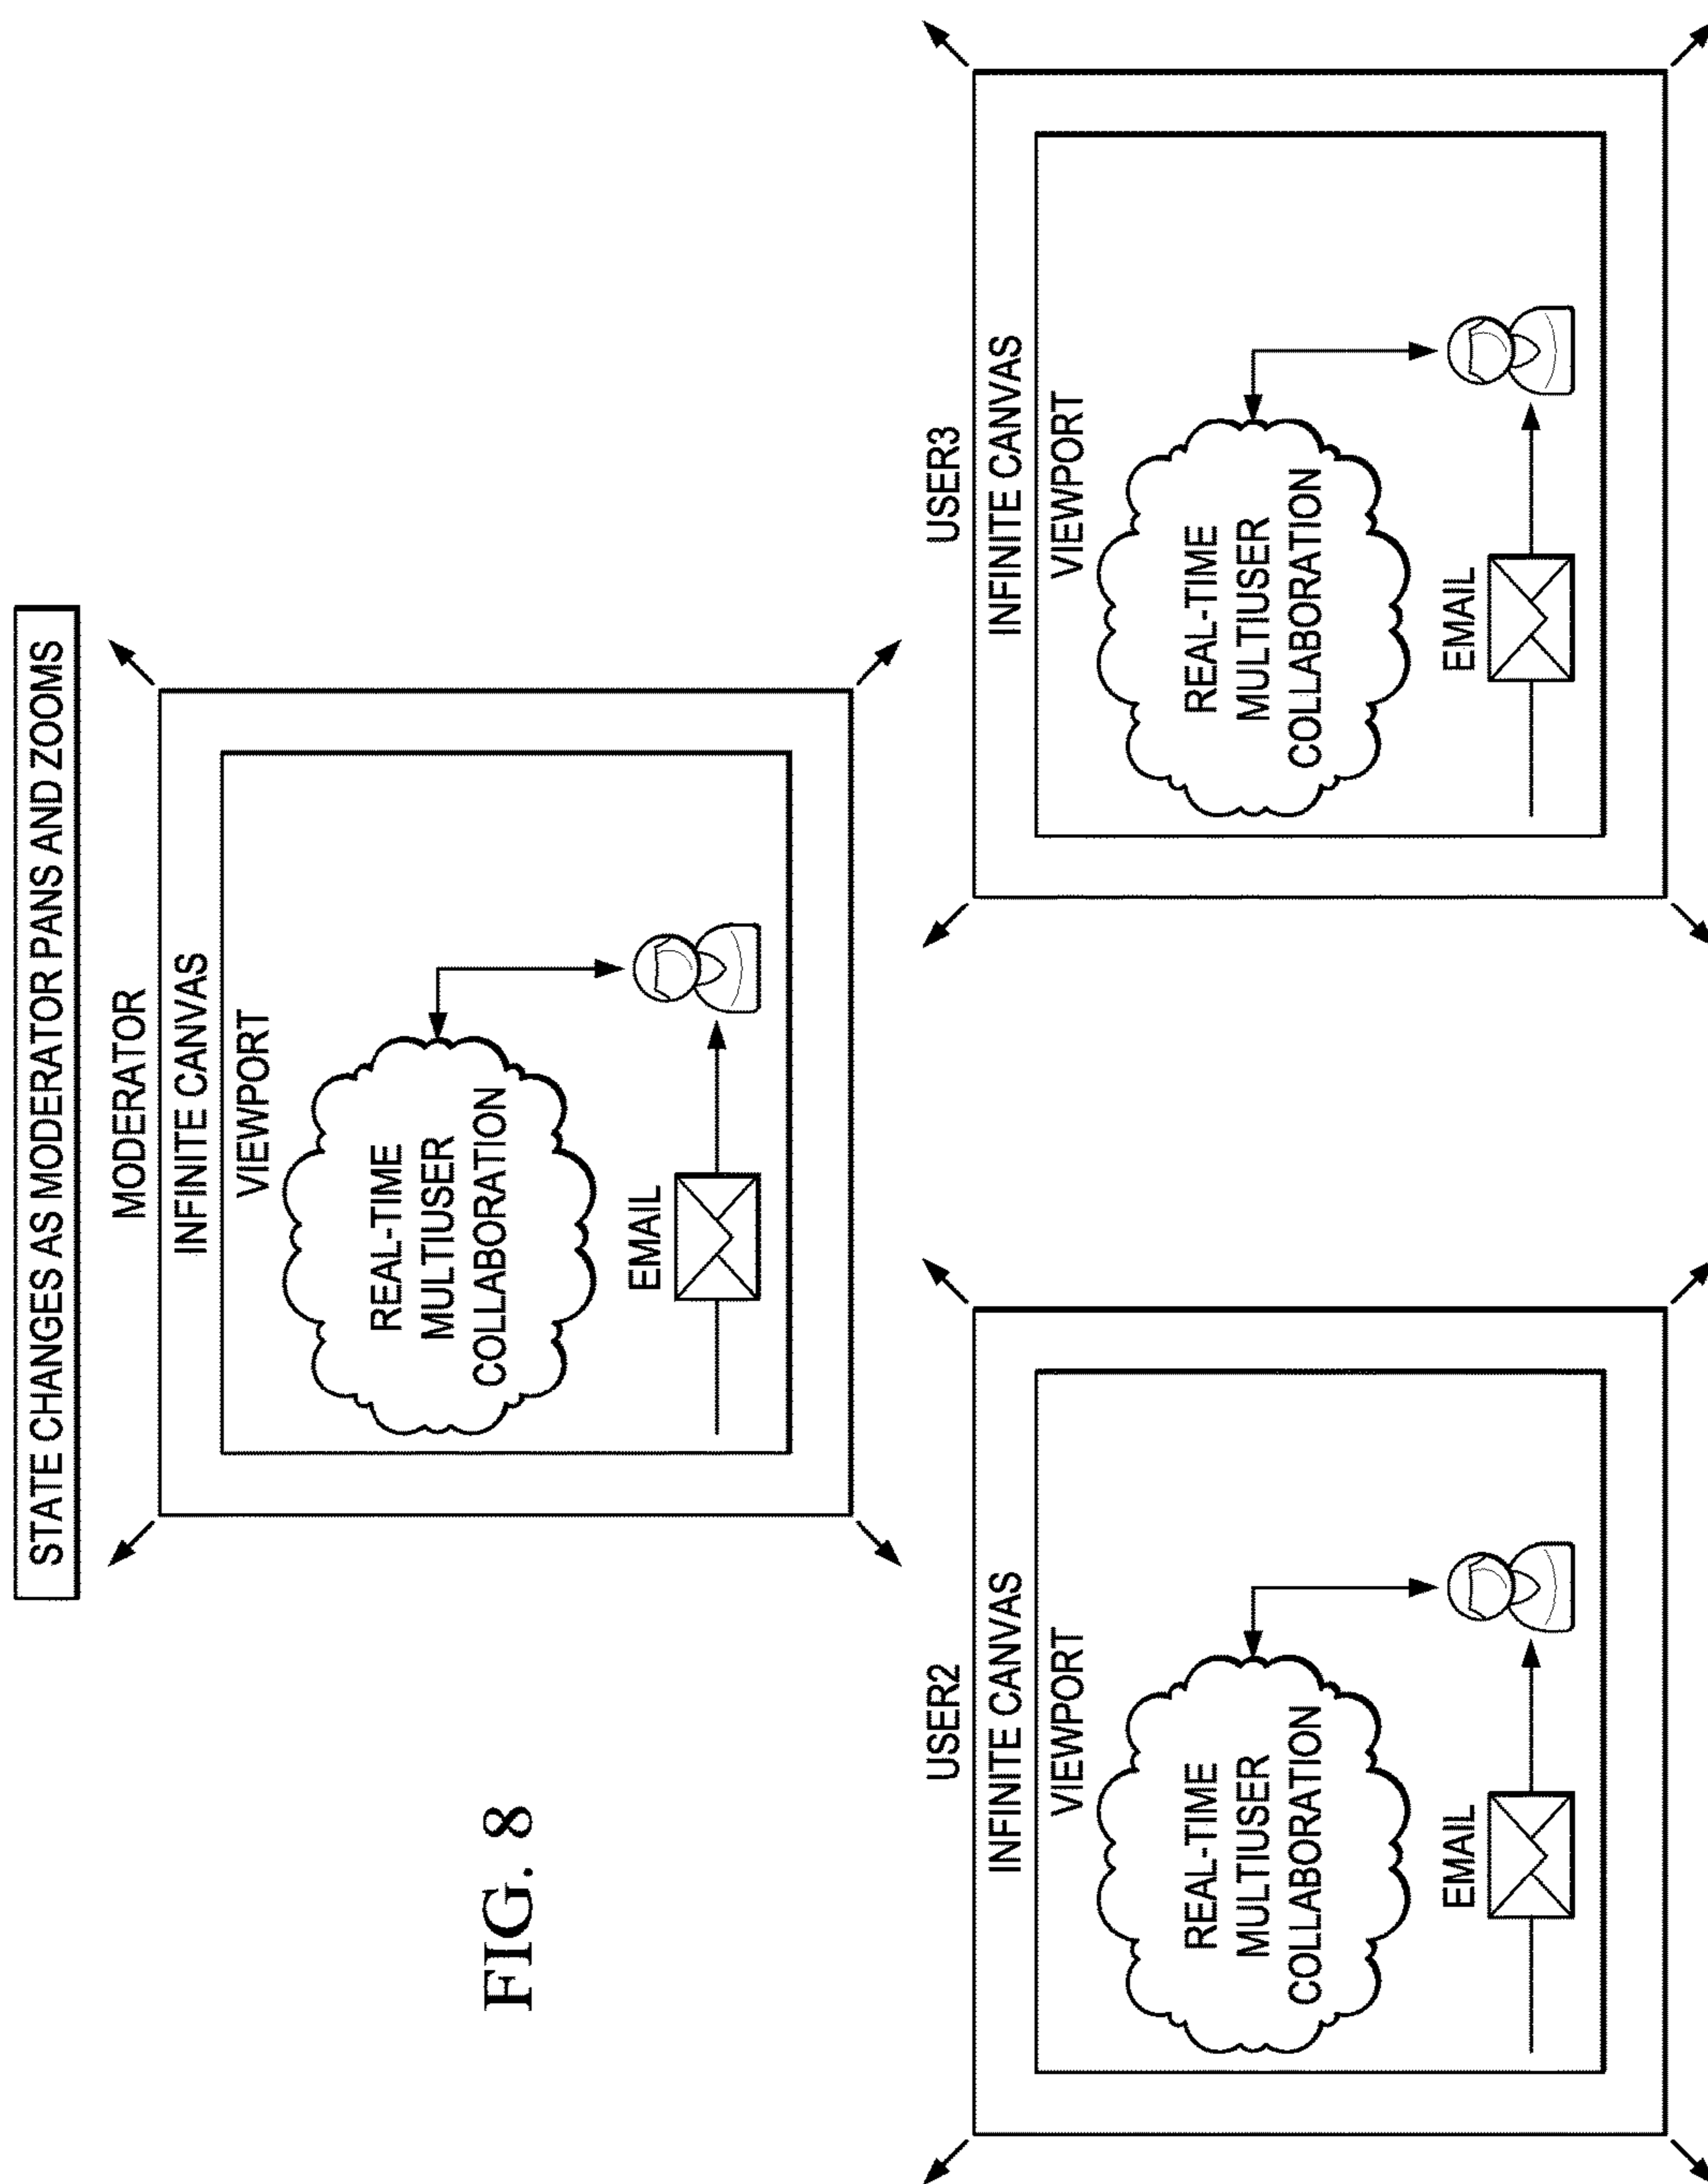 STATE CHANGES AS MODERATOR PANS AND ZOOMS
MODERATOR
INFINITE CANVAS
VIEWPORT
REAL-TIME
MULTIUSER
COLLABORATION
EMAIL
FIG. 8
USER2
INFINITE CANVAS
VIEWPORT
REAL-TIME
MULTIUSER
COLLABORATION
EMAIL
USER3
INFINITE CANVAS
VIEWPORT
REAL-TIME
MULTIUSER
COLLABORATION
EMAIL